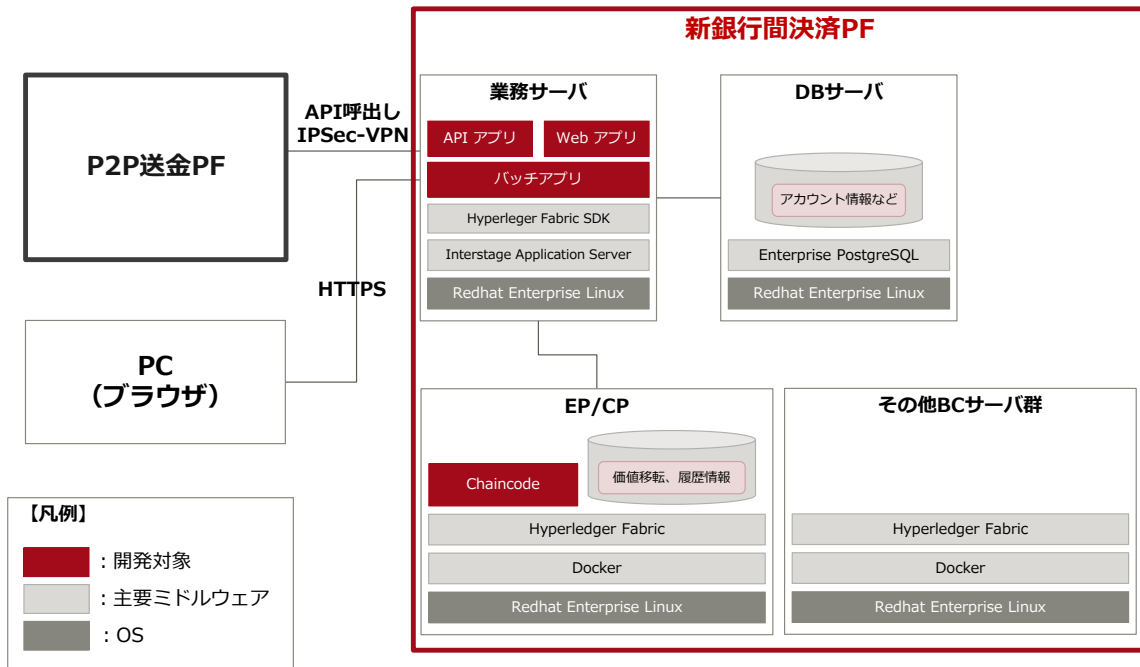 新銀行間決済PF
P2P送金PF
API呼出し
IPSec-VPN
業務サーバ
API アプリ
Web アプリ
バッチアプリ
Hyperleger Fabric SDK
Interstage Application Server
Redhat Enterprise Linux
DBサーバ
アカウント情報など
Enterprise PostgreSQL
Redhat Enterprise Linux
HTTPS
PC
（ブラウザ）
EP/CP
Chaincode
価値移転、履歴情報
Hyperledger Fabric
Docker
Redhat Enterprise Linux
その他BCサーバ群
Hyperledger Fabric
Docker
Redhat Enterprise Linux
【凡例】
：開発対象
：主要ミドルウェア
：OS